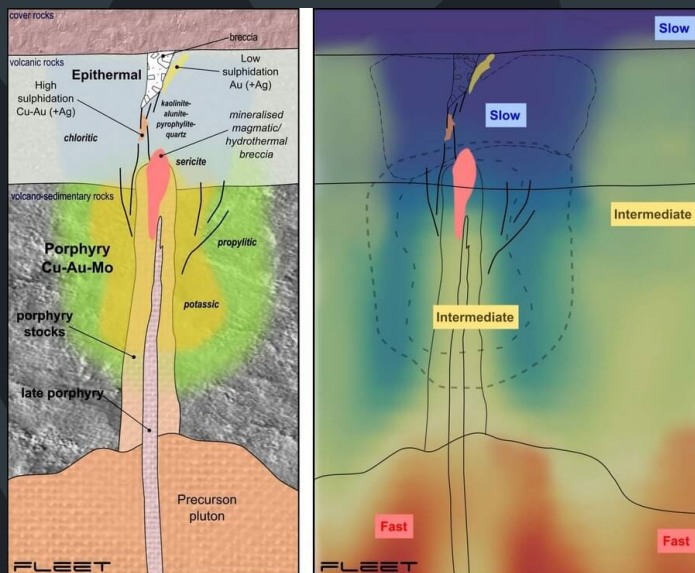 cover rocks
breccia
volcanic rocks
Epithermal
Low
sulphidation
Au (+Ag)
High
sulphidation
Cu-Au (+Ag)
kaolinite-
alunite-
pyrophylite-
quartz
mineralised
magmatic/
hydrothermal
breccia
chloritic
sericite
volcano-sedimentary rocks
Porphyry
Cu-Au-Mo
propylitic
potassic
porphyry
stocks
late porphyry
Precurson
pluton
FLEET
Slow
Slow
Intermediate
Intermediate
Fast
Fast
FLEET